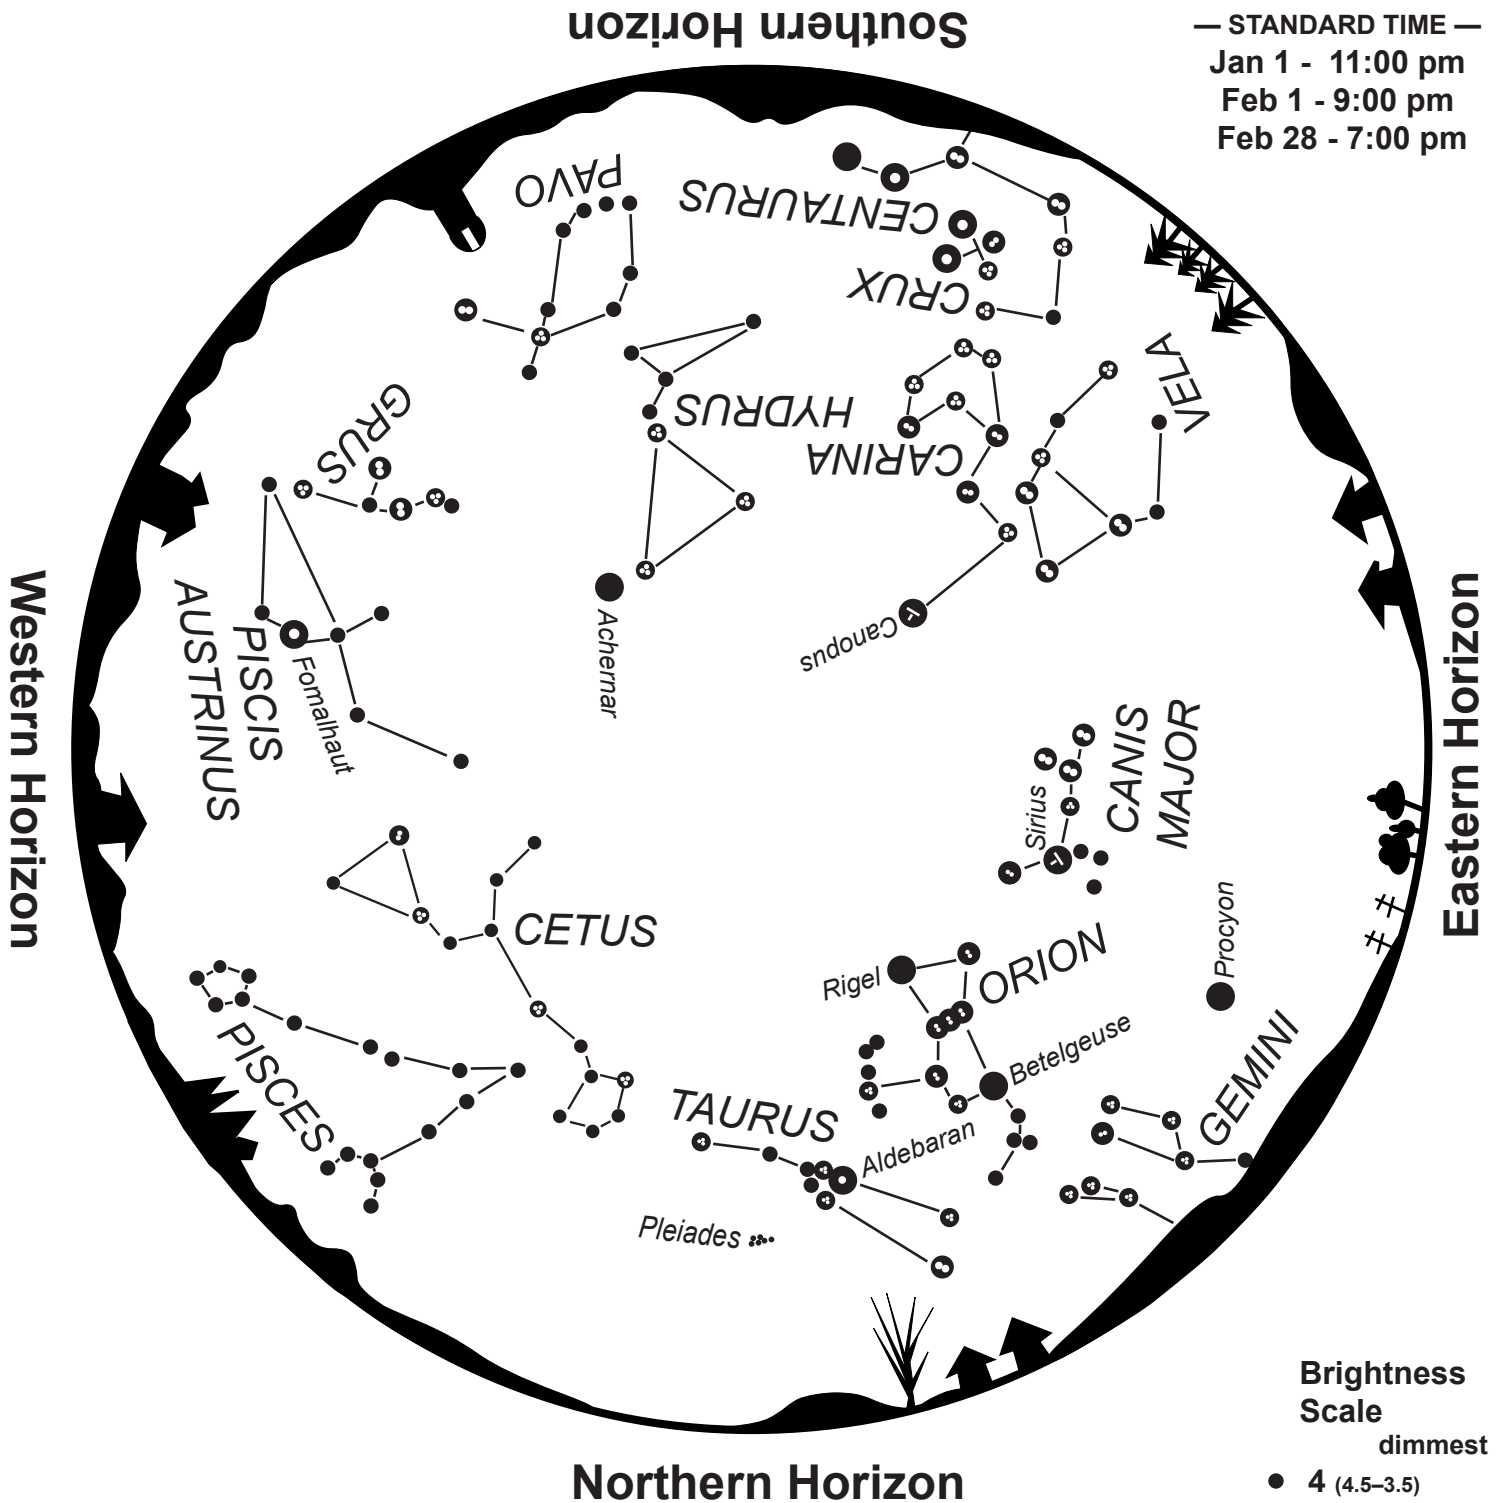 Southern Horizon
— STANDARD TIME —
Jan 1 - 11:00 pm
Feb 1 - 9:00 pm
Feb 28 - 7:00 pm
PAVO
CENTAURUS
CRUX
VELA
GRUS
HYDRUS
CARINA
Canopus
Achernar
PISCIS
AUSTRINUS
Fomalhaut
Western Horizon
Eastern Horizon
CANIS
MAJOR
Sirius
CETUS
Procyon
Rigel
ORION
Betelgeuse
PISCES
TAURUS
Aldebaran
GEMINI
Pleiades
Northern Horizon
Brightness
Scale
dimmest
4 (4.5–3.5)